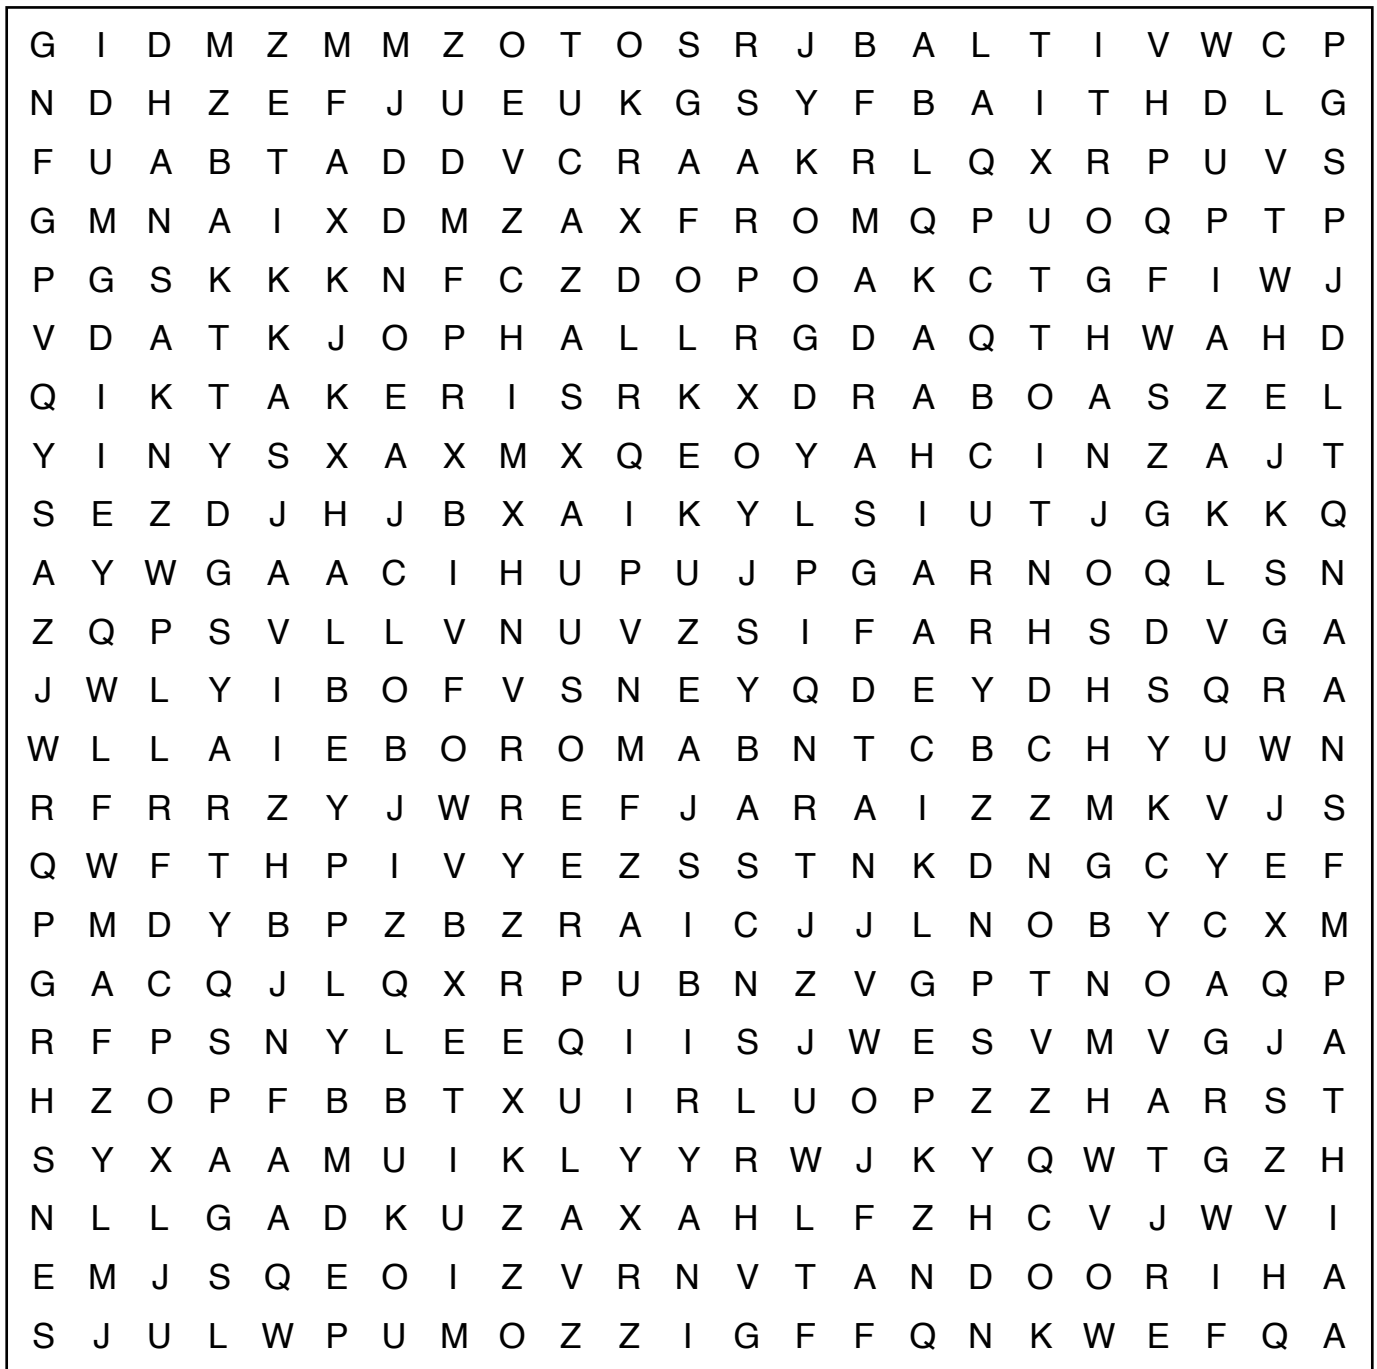 G I D M Z M M Z O T O S R J B A L T I V W C P
N D H Z E F J U E U K G S Y F B A I T H D L G
F U A B T A D D V C R A A K R L Q X R P U V S
G M N A I X D M Z A X F R O M Q P U O Q P T P
P G S K K K N F C Z D O P O A K C T G F I W J
V D A T K J O P H A L L R G D A Q T H W A H D
Q I K T A K E R I S R K X D R A B O A S Z E L
Y I N Y S X A X M X Q E O Y A H C I N Z A J T
S E Z D J H J B X A I K Y L S I U T J G K K Q
A Y W G A A C I H U P U J P G A R N O Q L S N
Z Q P S V L L V N U V Z S I F A R H S D V G A
J W L Y I B O F V S N E Y Q D E Y D H S Q R A
W L L A I E B O R O M A B N T C B C H Y U W N
R F R R Z Y J W R E F J A R A I Z Z M K V J S
Q W F T H P I V Y E Z S S T N K D N G C Y E F
P M D Y B P Z B Z R A I C J J L N O B Y C X M
G A C Q J L Q X R P U B N Z V G P T N O A Q P
R F P S N Y L E E Q I I S J W E S V M V G J A
H Z O P F B B T X U I R L U O P Z Z H A R S T
S Y X A A M U I K L Y Y R W J K Y Q W T G Z H
N L L G A D K U Z A X A H L F Z H C V J W V I
E M J S Q E O I Z V R N V T A N D O O R I H A
S J U L W P U M O Z Z I G F F Q N K W E F Q A